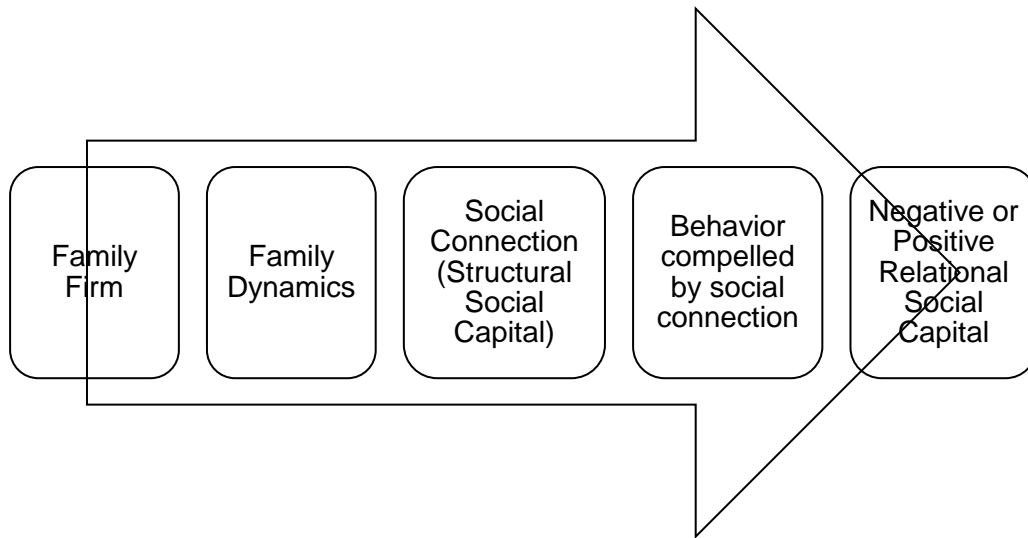 Family
Firm
Family
Dynamics
Social
Connection
(Structural
Social
Capital)
Behavior
compelled
by social
connection
Negative or
Positive
Relational
Social
Capital